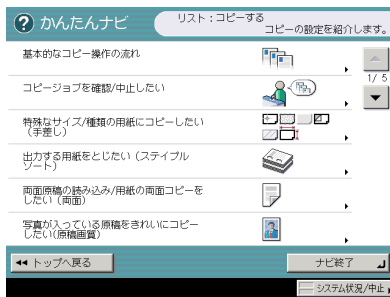 かんたんナビ
リスト：コピーする
コピーの設定を紹介します。
基本的なコピー操作の流れ
1/ 5
コピージョブを確認/中止したい
特殊なサイズ/種類の用紙にコピーしたい
（手差し）
出力する用紙をとじたい（ステイプル
ソート）
両面原稿の読み込み/用紙の両面コピーを
したい（両面）
写真が入っている原稿をきれいにコピー
したい(原稿画質)
トップへ戻る
ナビ終了
システム状況/中止